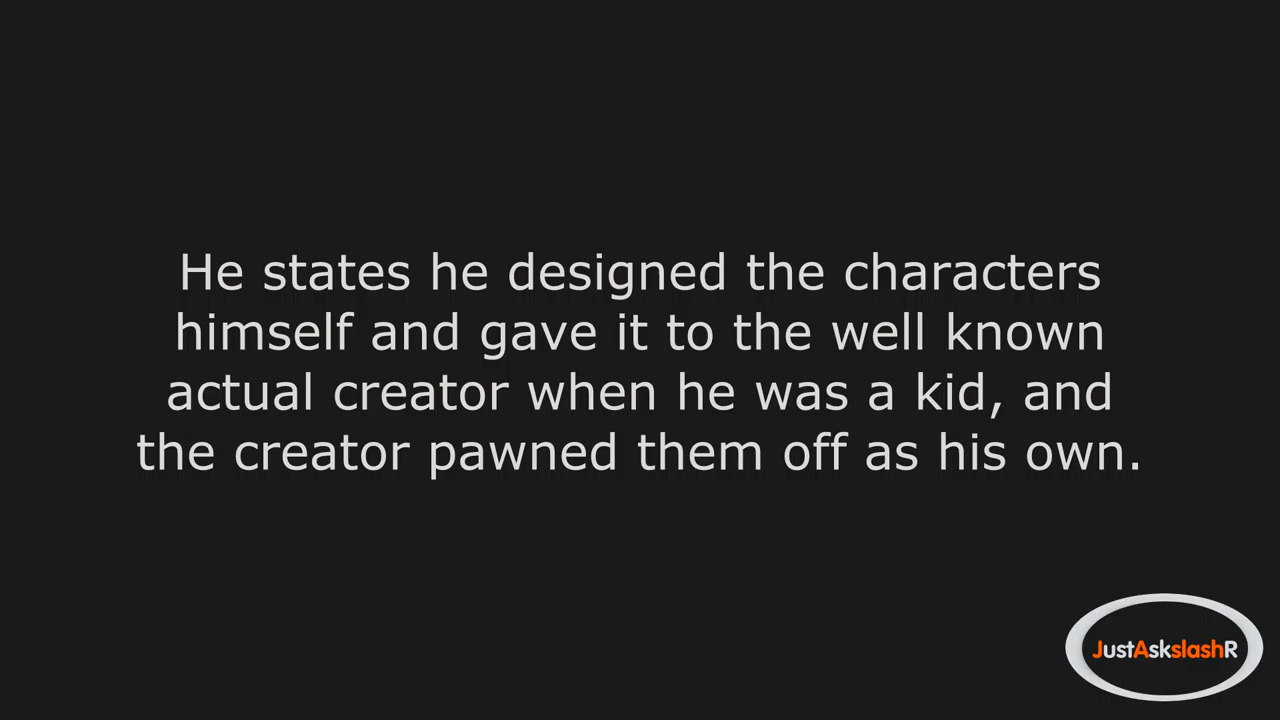 He states he designed the characters
himself and gave it to the well known
actual creator when he was a kid, and
the creator pawned them off as his own.
JustAskslashR